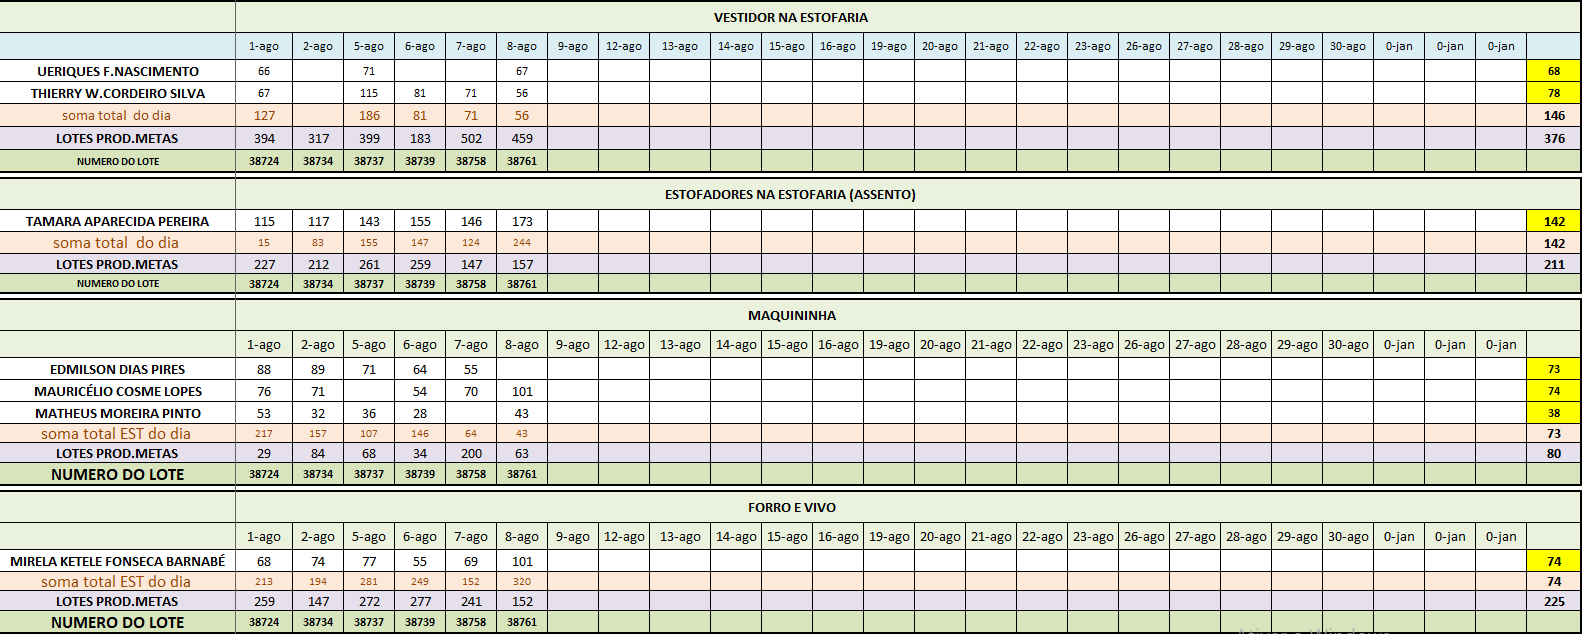 VESTIDOR NA ESTOFARIA
1-ago 2-ago 5-ago 6-ago 7-ago 8-ago 9-ago 12-ago 13-ago 14-ago 15-ago 16-ago 19-ago 20-ago 21-ago 22-ago 23-ago 26-ago 27-ago 28-ago 29-ago 30-ago 0-jan 0-jan 0-jan
UERIQUES F.NASCIMENTO 66 71 67 68
THIERRY W.CORDEIRO SILVA 67 115 81 71 56 78
soma total do dia 127 186 81 71 56 146
LOTES PROD.METAS 394 317 399 183 502 459 376
NUMERO DO LOTE 38724 38734 38737 38739 38758 38761
ESTOFADORES NA ESTOFARIA (ASSENTO)
TAMARA APARECIDA PEREIRA 115 117 143 155 146 173 142
soma total do dia 15 83 155 147 124 244 142
LOTES PROD.METAS 227 212 261 259 147 157 211
NUMERO DO LOTE 38724 38734 38737 38739 38758 38761
MAQUININHA
1-ago 2-ago 5-ago 6-ago 7-ago 8-ago 9-ago 12-ago 13-ago 14-ago 15-ago 16-ago 19-ago 20-ago 21-ago 22-ago 23-ago 26-ago 27-ago 28-ago 29-ago 30-ago 0-jan 0-jan 0-jan
EDMILSON DIAS PIRES 88 89 71 64 55 73
MAURICÉLIO COSME LOPES 76 71 54 70 101 74
MATHEUS MOREIRA PINTO 53 32 36 28 43 38
soma total EST do dia 217 157 107 146 64 43 73
LOTES PROD.METAS 29 84 68 34 200 63 80
NUMERO DO LOTE 38724 38734 38737 38739 38758 38761
FORRO E VIVO
1-ago 2-ago 5-ago 6-ago 7-ago 8-ago 9-ago 12-ago 13-ago 14-ago 15-ago 16-ago 19-ago 20-ago 21-ago 22-ago 23-ago 26-ago 27-ago 28-ago 29-ago 30-ago 0-jan 0-jan 0-jan
MIRELA KETELE FONSECA BARNABÉ 68 74 77 55 69 101 74
soma total EST do dia 213 194 281 249 152 320 74
LOTES PROD.METAS 259 147 272 277 241 152 225
NUMERO DO LOTE 38724 38734 38737 38739 38758 38761